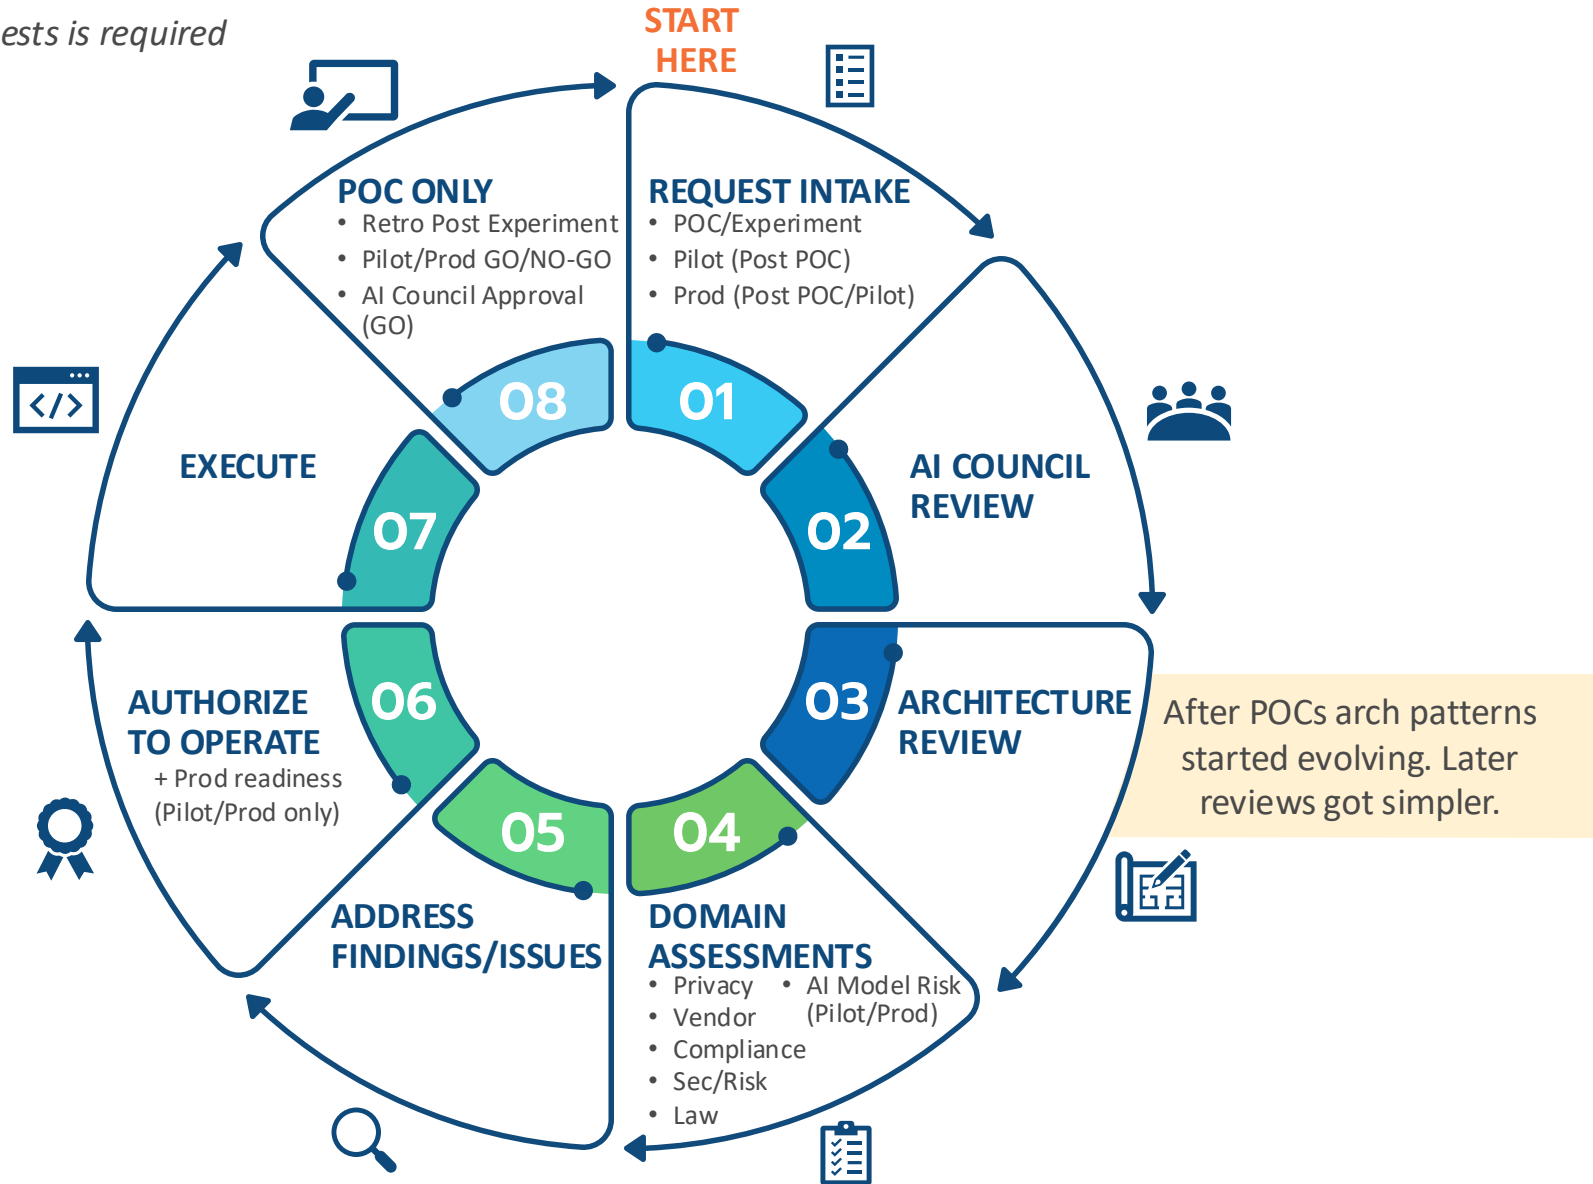 ests is required
START
HERE
REQUEST INTAKE
• POC/Experiment
• Pilot (Post POC)
• Prod (Post POC/Pilot)
01
AI COUNCIL
REVIEW
02
ARCHITECTURE
REVIEW
03
After POCs arch patterns
started evolving. Later
reviews got simpler.
04
DOMAIN
ASSESSMENTS
• Privacy
• Vendor
• Compliance
• Sec/Risk
• Law
• AI Model Risk
(Pilot/Prod)
05
ADDRESS
FINDINGS/ISSUES
06
AUTHORIZE
TO OPERATE
+ Prod readiness
(Pilot/Prod only)
07
EXECUTE
</>
08
POC ONLY
• Retro Post Experiment
• Pilot/Prod GO/NO-GO
• AI Council Approval
(GO)